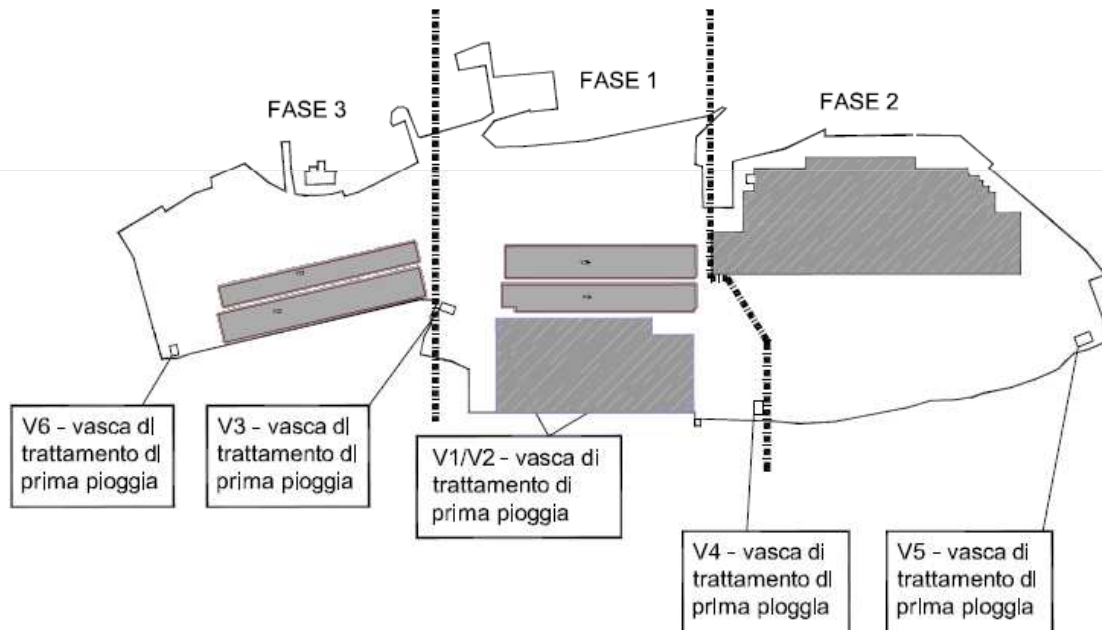 FASE 3
FASE 1
FASE 2
V6 - vasca di
trattamento di
prima pioggia
V3 - vasca di
trattamento di
prima pioggia
V1/V2 - vasca di
trattamento di
prima pioggia
V4 - vasca di
trattamento di
prima pioggia
V5 - vasca di
trattamento di
prima pioggia